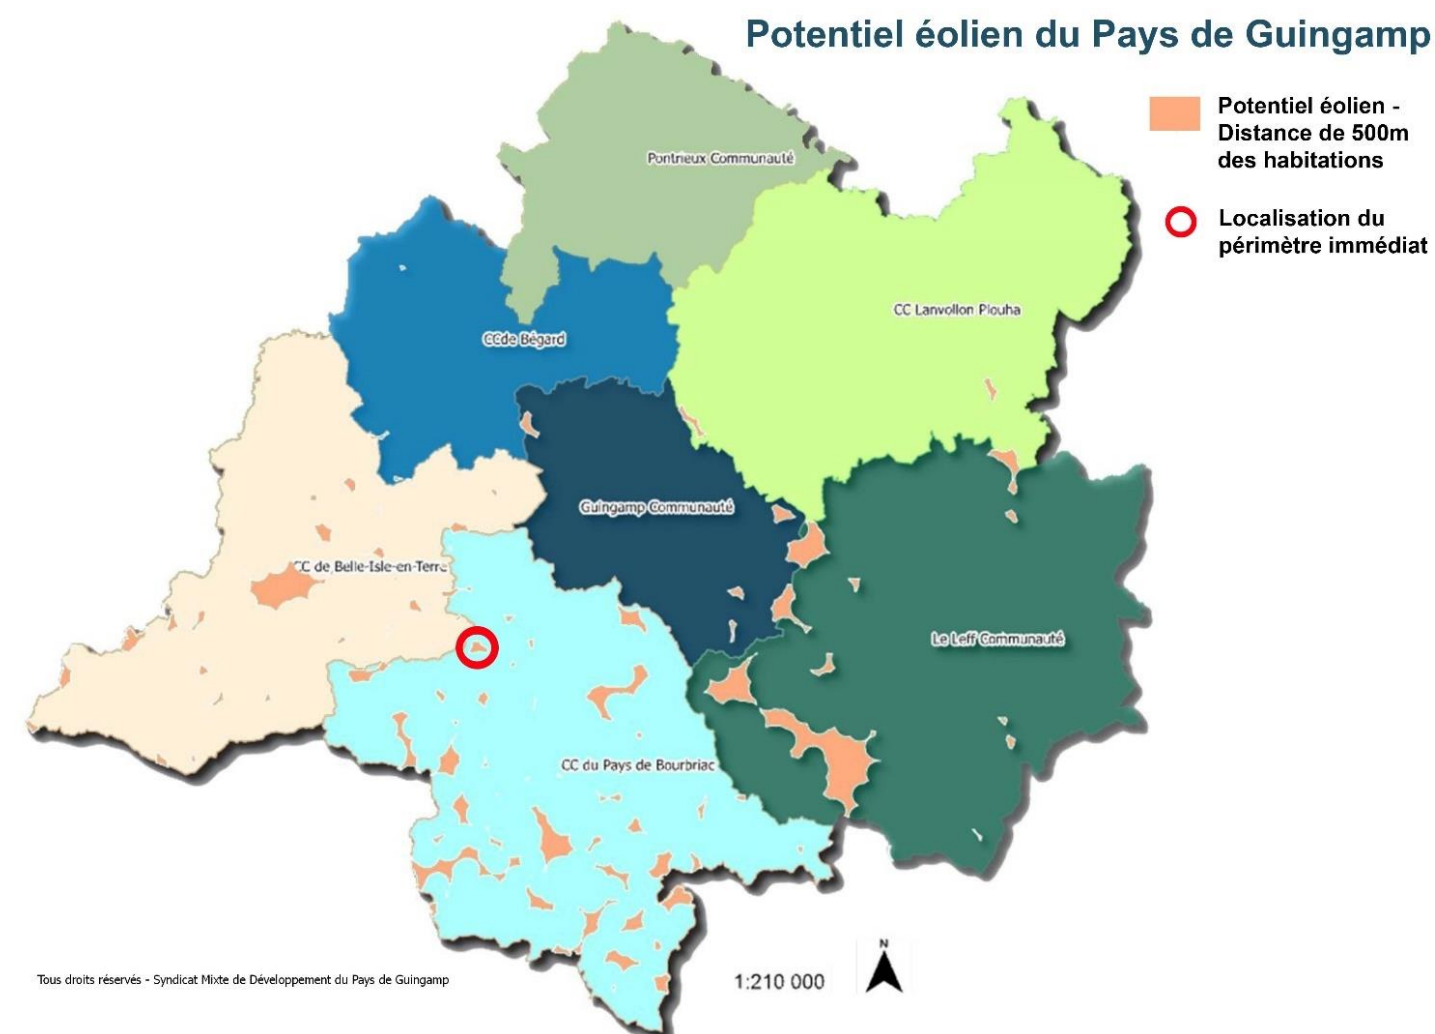 Potentiel éolien du Pays de Guingamp
Potentiel éolien -
Distance de 500m
des habitations
Localisation du
périmètre immédiat
Pontrieux Communauté
CC Lanvollon Plouha
CCde Bégard
Guingamp Communauté
CC de Belle-Isle-en-Terre
Le Leff Communauté
CC du Pays de Bourbriac
Tous droits réservés - Syndicat Mixte de Développement du Pays de Guingamp
1:210 000
N